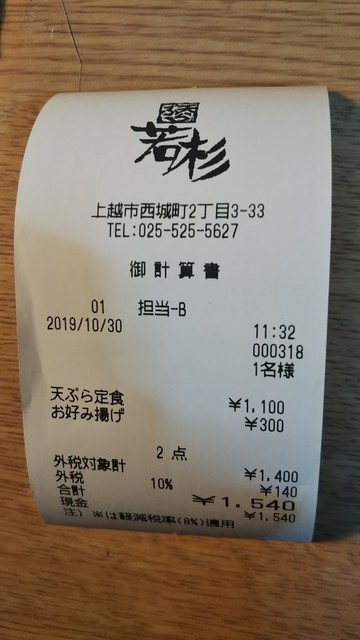 若杉
上越市西城町2丁目3-33
TEL:025-525-5627
御計算書
01 担当-B
2019/10/30
11:32
000318
1名様
天ぷら定食 ¥1,100
お好み揚げ ¥300
2点
外税対象計 ¥1,400
外税 10% ¥140
合計 ¥1,540
現金 ¥1,540
注) ※は軽減税率(8%)適用